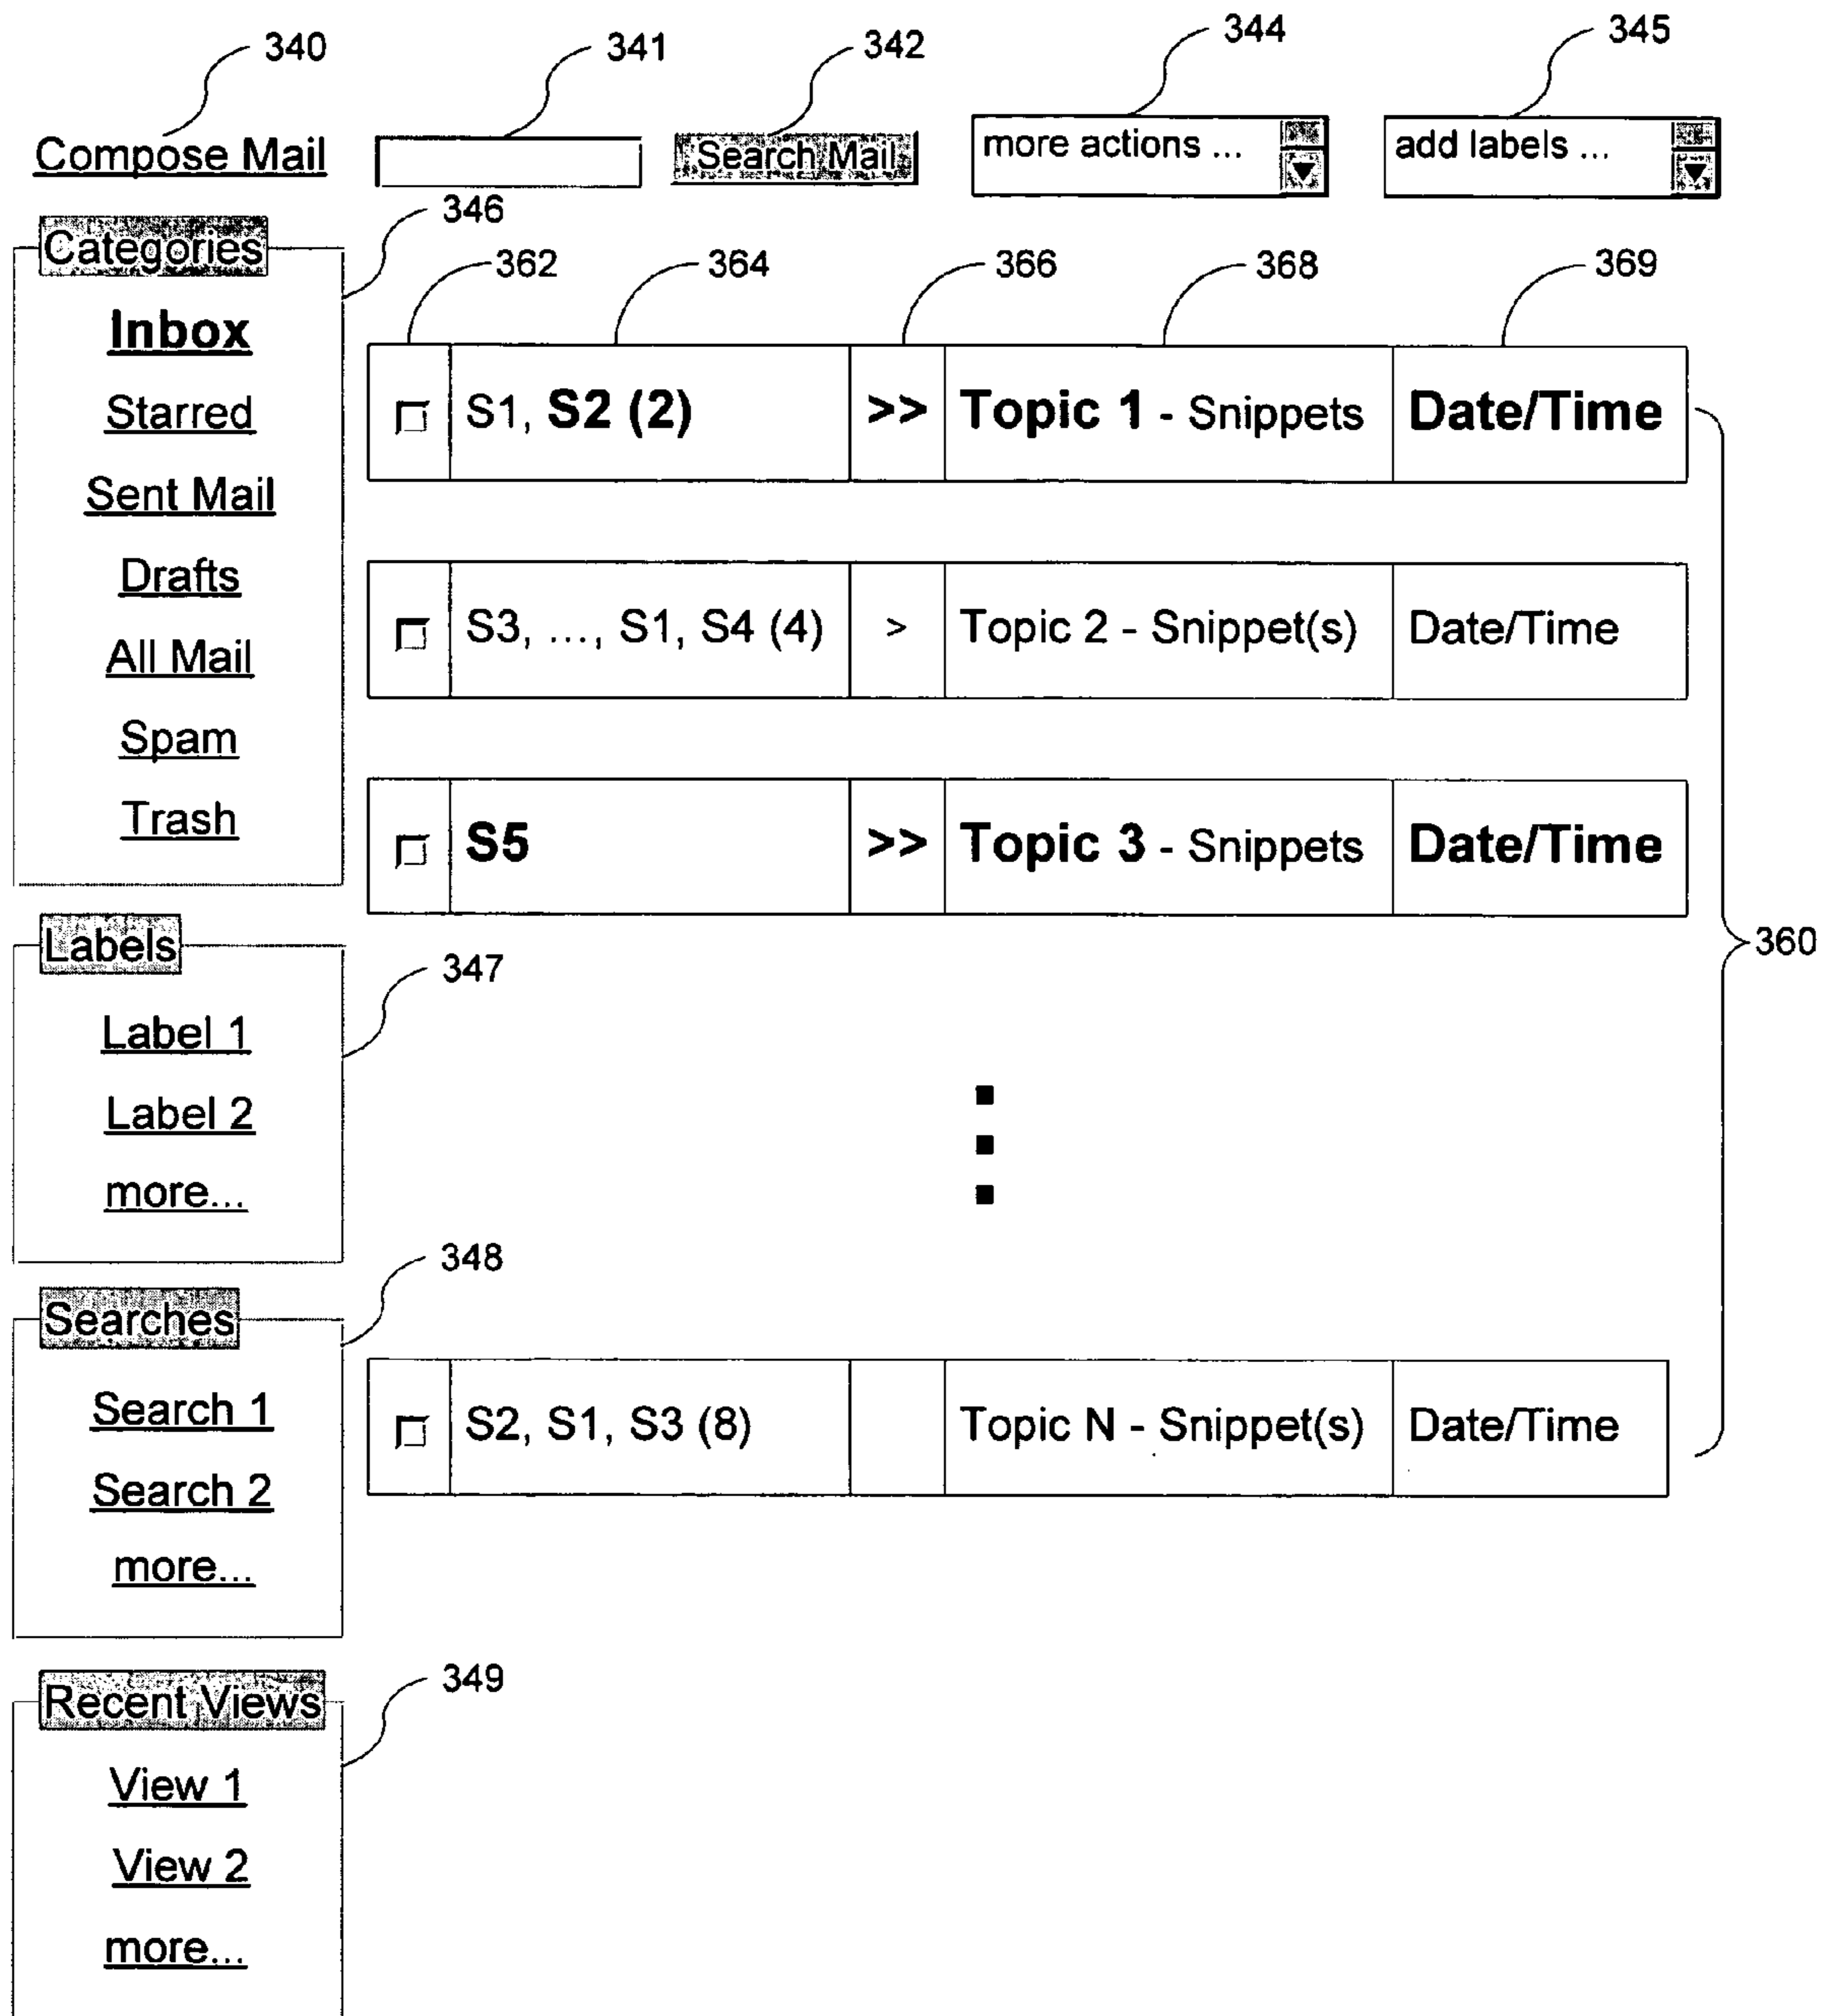 340 341 342 344 345
Compose Mail Search Mail more actions ... add labels ...
346
Categories
Inbox
Starred
Sent Mail
Drafts
All Mail
Spam
Trash
362 364 366 368 369
S1, S2 (2) >> Topic 1 - Snippets Date/Time
S3, ..., S1, S4 (4) > Topic 2 - Snippet(s) Date/Time
S5 >> Topic 3 - Snippets Date/Time
360
Labels
347
Label 1
Label 2
more...
348
Searches
Search 1
Search 2
more...
S2, S1, S3 (8) Topic N - Snippet(s) Date/Time
Recent Views
349
View 1
View 2
more...